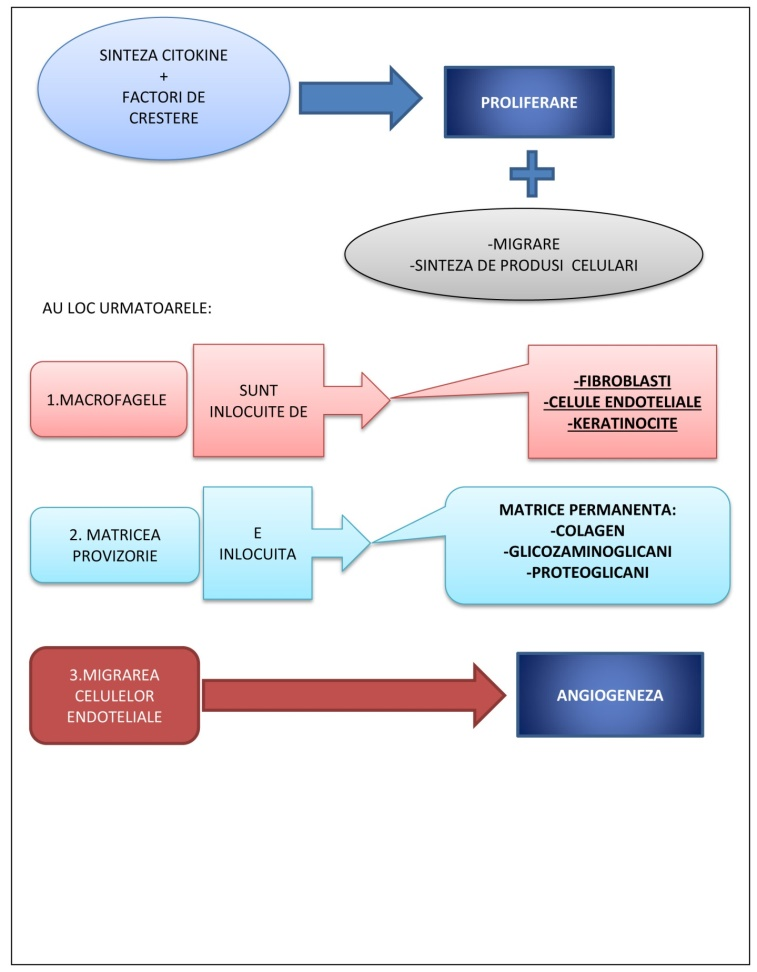 SINTEZA CITOKINE
+
FACTORI DE
CRESTERE
PROLIFERARE
-MIGRARE
-SINTEZA DE PRODUSI CELULARI
AU LOC URMATOARELE:
1.MACROFAGELE
SUNT
INLOCUITE DE
-FIBROBLASTI
-CELULE ENDOTELIALE
-KERATINOCITE
2. MATRICEA
PROVIZORIE
E
INLOCUITA
MATRICE PERMANENTA:
-COLAGEN
-GLICOZAMINOGLICANI
-PROTEOGLICANI
3.MIGRAREA
CELULELOR
ENDOTELIALE
ANGIOGENEZA